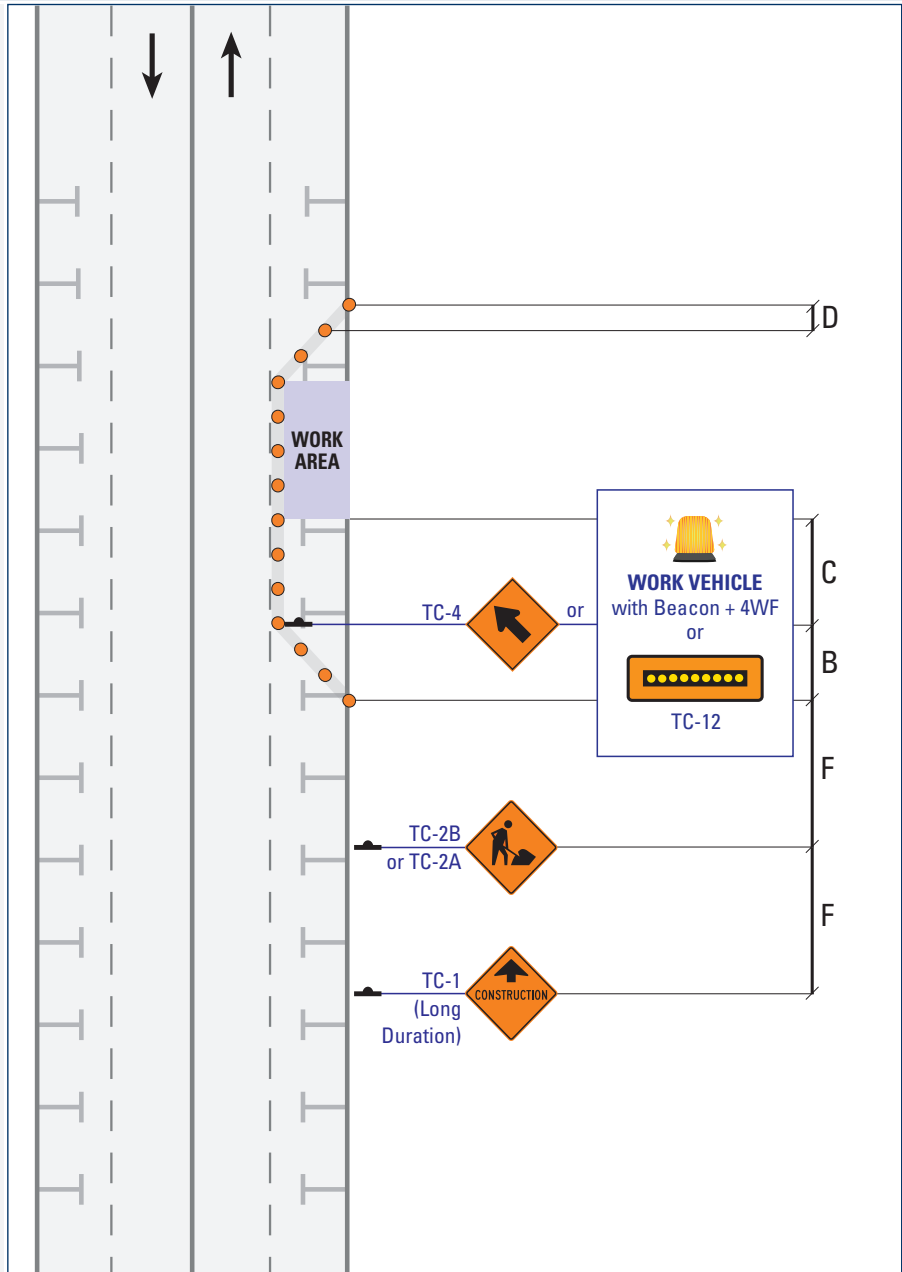 D
WORK
AREA
C
WORK VEHICLE
with Beacon + 4WF
or
TC-4
or
B
TC-12
F
TC-2B
or TC-2A
F
TC-1
(Long
Duration)
CONSTRUCTION